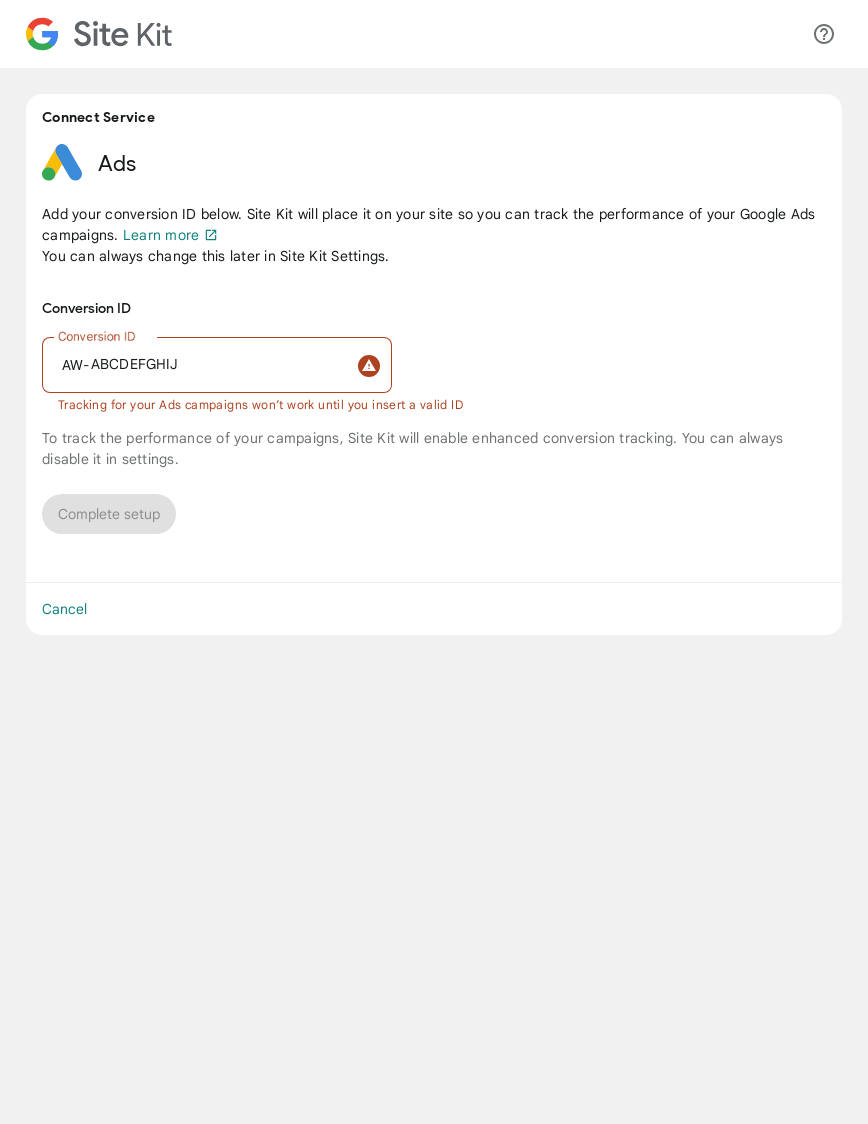 Site Kit
Connect Service
Ads
Add your conversion ID below. Site Kit will place it on your site so you can track the performance of your Google Ads
campaigns. Learn more
You can always change this later in Site Kit Settings.
Conversion ID
Conversion ID
AW-ABCDEFGHIJ
Tracking for your Ads campaigns won’t work until you insert a valid ID
To track the performance of your campaigns, Site Kit will enable enhanced conversion tracking. You can always
disable it in settings.
Complete setup
Cancel